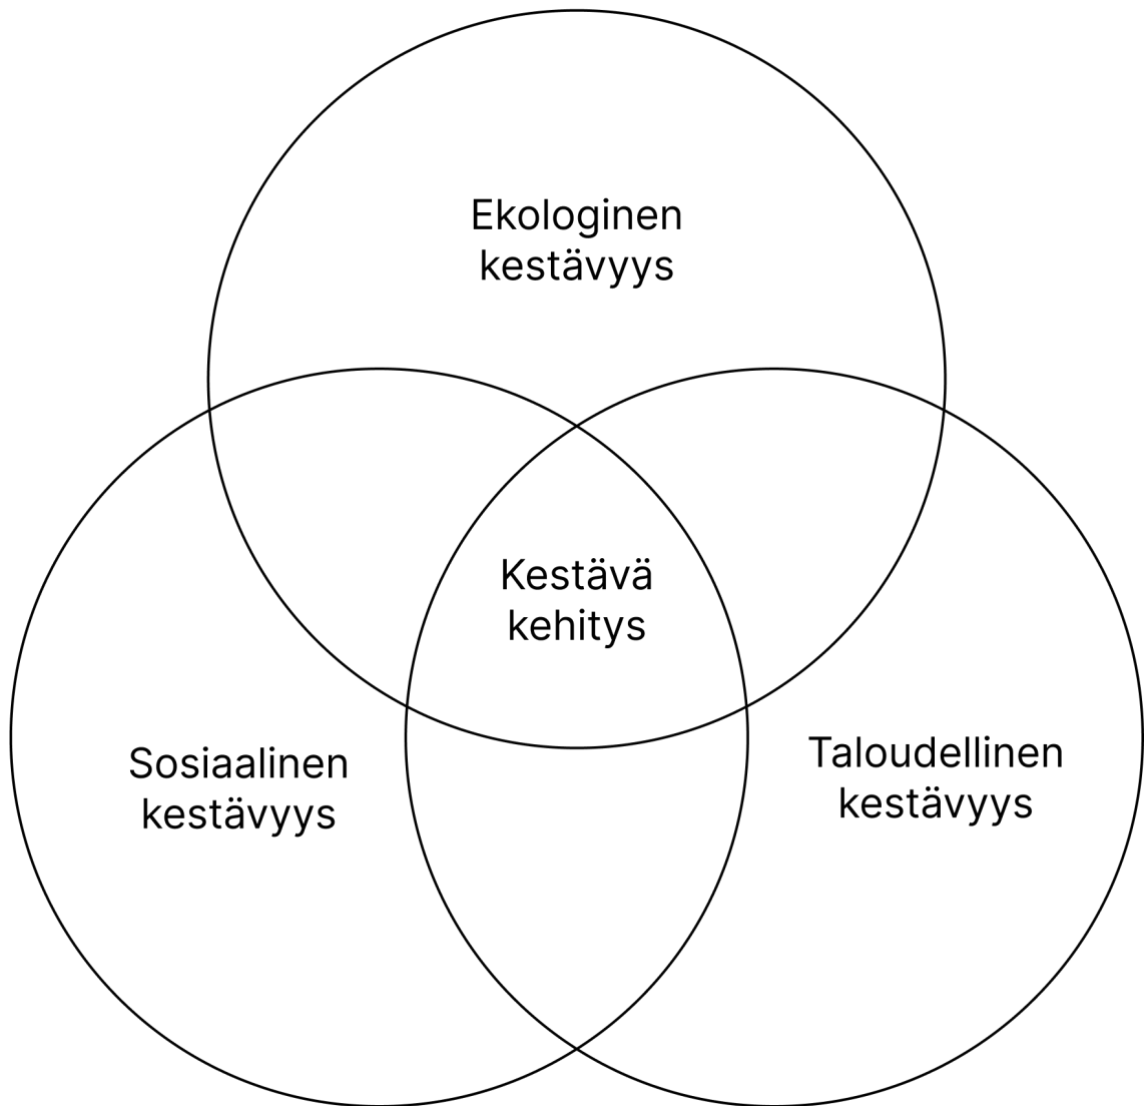 Ekologinen
kestävyys
Kestävä
kehitys
Sosiaalinen
kestävyys
Taloudellinen
kestävyys